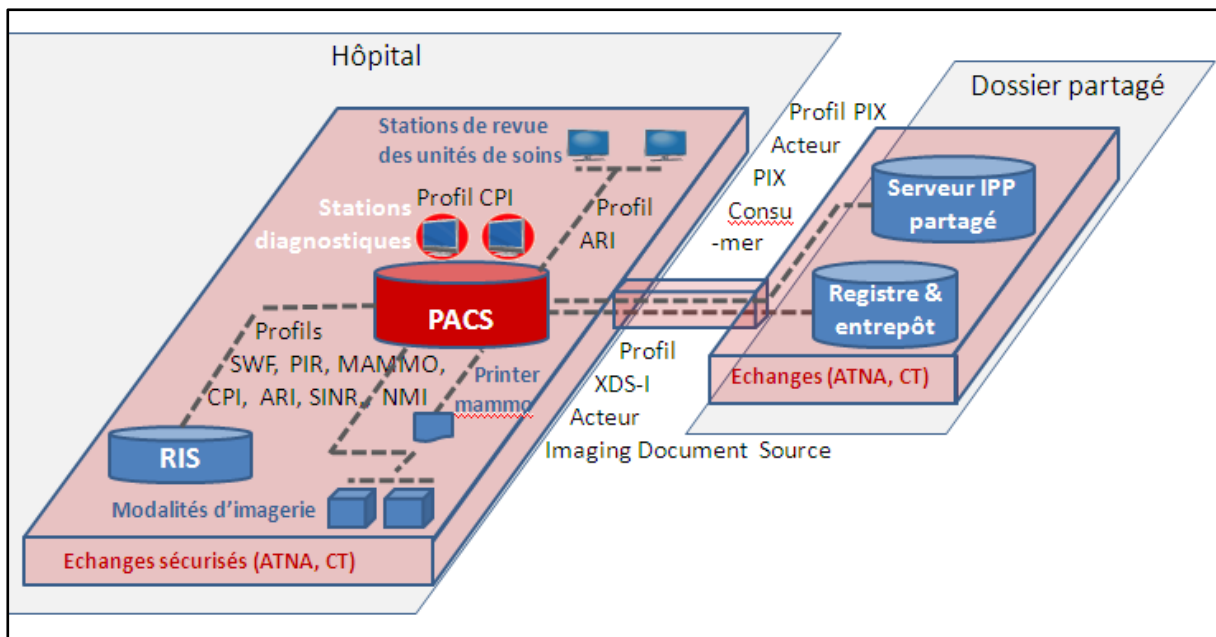 Hôpital
Dossier partagé
Stations de revue
des unités de soins
Profil CPI
Stations
diagnostiques
Profil
ARI
PACS
Profils
SWF, PIR, MAMMO,
CPI, ARI, SINR, NMI
Printer
mammo
RIS
Modalités d'imagerie
Echanges sécurisés (ATNA, CT)
Profil PIX
Acteur
PIX
Consu
-mer
Profil
XDS-I
Acteur
Imaging Document Source
Serveur IPP
partagé
Registre &
entrepôt
Echanges (ATNA, CT)